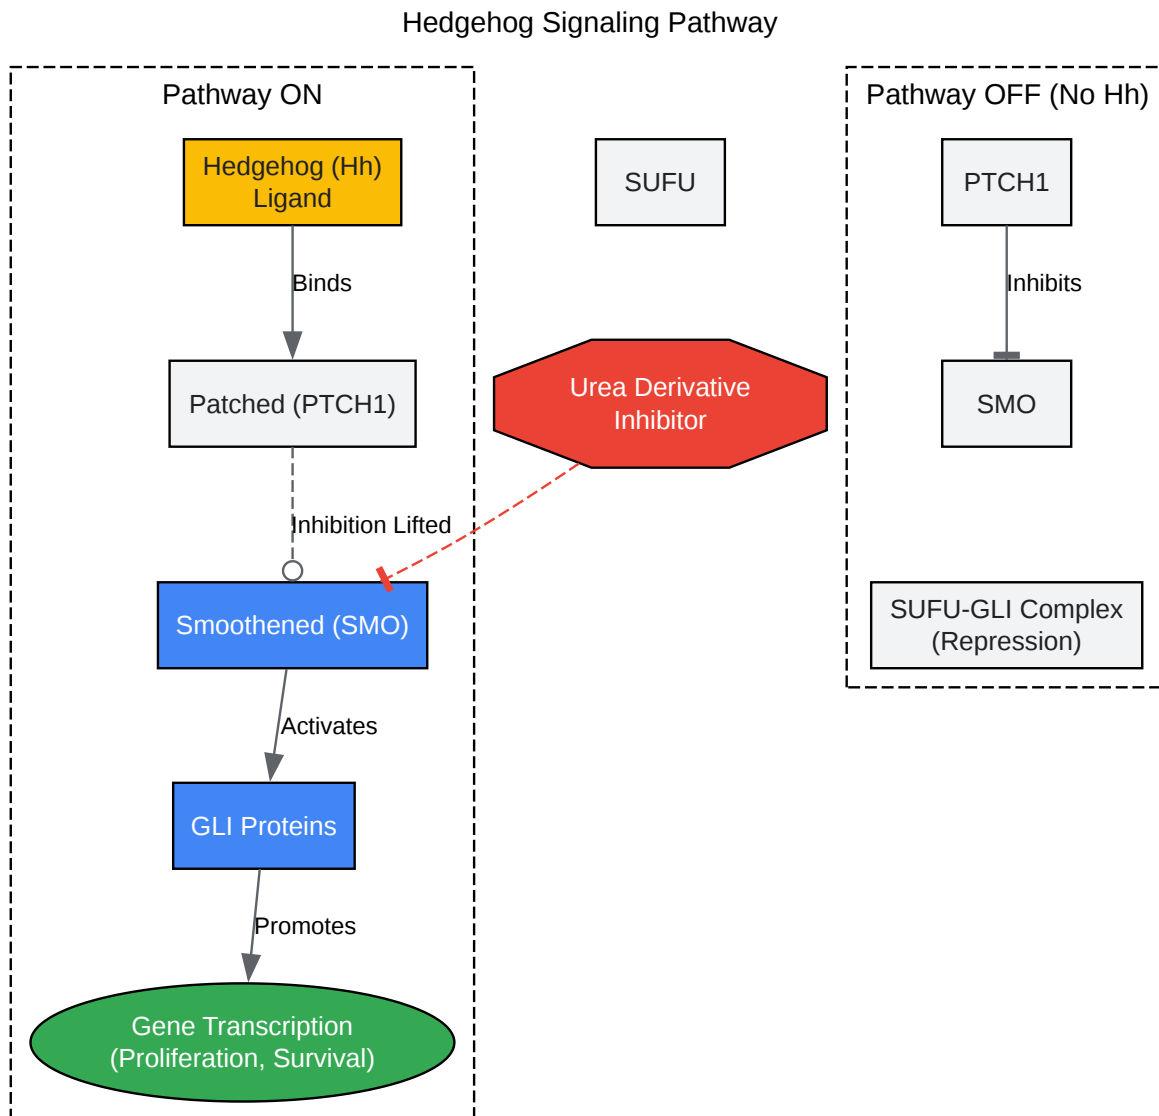 Hedgehog Signaling Pathway
Pathway ON
Hedgehog (Hh)
Ligand
Binds
Patched (PTCH1)
Inhibition Lifted
Smoothened (SMO)
Activates
GLI Proteins
Promotes
Gene Transcription
(Proliferation, Survival)
SUFU
Urea Derivative
Inhibitor
Pathway OFF (No Hh)
PTCH1
Inhibits
SMO
SUFU-GLI Complex
(Repression)